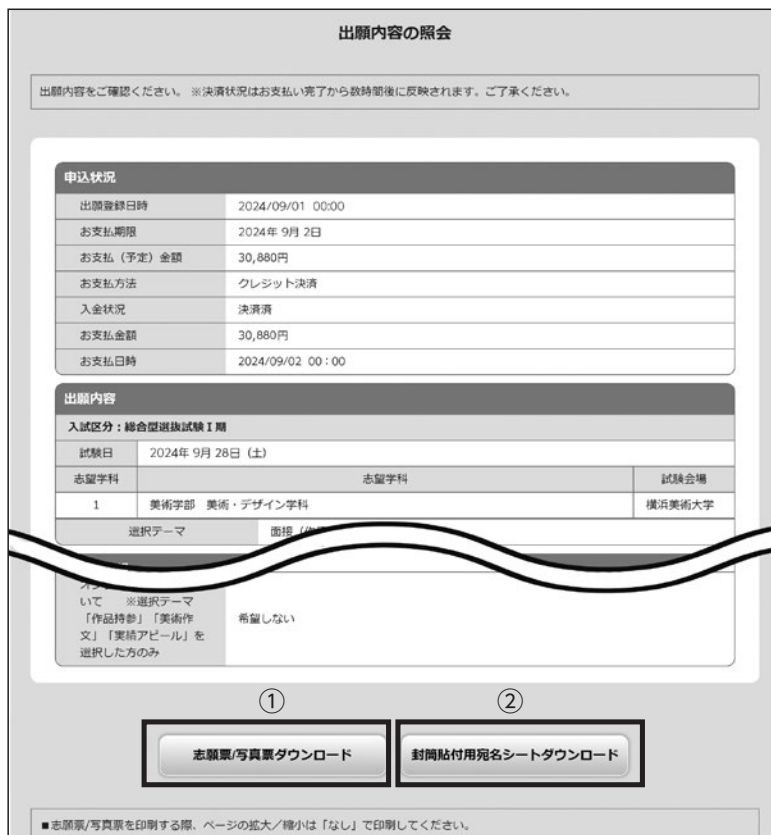 出願内容の照会
出願内容をご確認ください。 ※決済状況はお支払い完了から数時間後に反映されます。ご了承ください。
申込状況
出願登録日時 2024/09/01 00:00
お支払期限 2024年 9月 2日
お支払（予定）金額 30,880円
お支払方法 クレジット決済
入金状況 決済済
お支払金額 30,880円
お支払日時 2024/09/02 00：00
出願内容
入試区分：総合型選抜試験Ⅰ期
試験日 2024年 9月 28日（土）
志望学科 志望学科 試験会場
1 美術学部 美術・デザイン学科 横浜美術大学
選択テーマ 面接
いて ※選択テーマ
「作品持参」「美術作
文」「実績アピール」を
選択した方のみ
希望しない
① ②
志願票/写真票ダウンロード 封筒貼付用宛名シートダウンロード
■志願票/写真票を印刷する際、ページの拡大／縮小は「なし」で印刷してください。